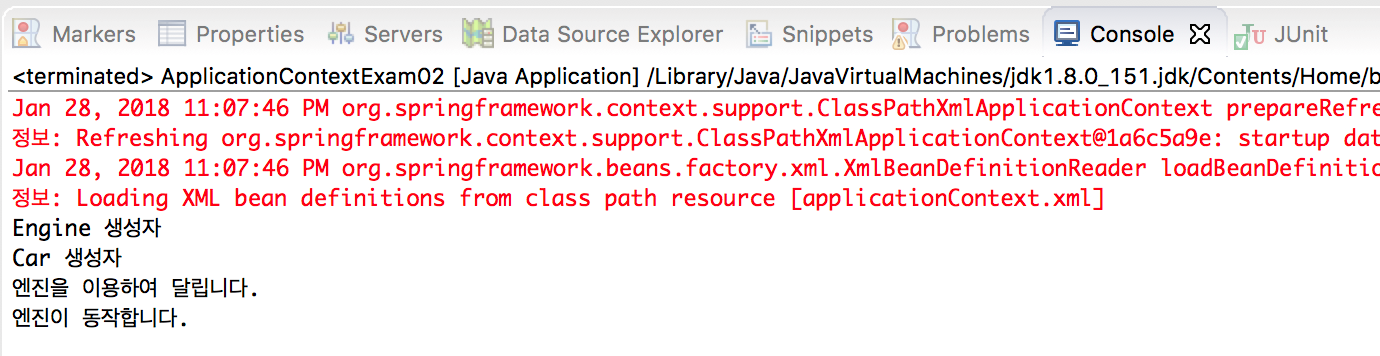 Markers Properties Servers Data Source Explorer Snippets Problems Console JUnit
<terminated> ApplicationContextExam02 [Java Application] /Library/Java/JavaVirtualMachines/jdk1.8.0_151.jdk/Contents/Home/b
Jan 28, 2018 11:07:46 PM org.springframework.context.support.ClassPathXmlApplicationContext prepareRefre
정보: Refreshing org.springframework.context.support.ClassPathXmlApplicationContext@1a6c5a9e: startup dat
Jan 28, 2018 11:07:46 PM org.springframework.beans.factory.xml.XmlBeanDefinitionReader loadBeanDefinitio
정보: Loading XML bean definitions from class path resource [applicationContext.xml]
Engine 생성자
Car 생성자
엔진을 이용하여 달립니다.
엔진이 동작합니다.